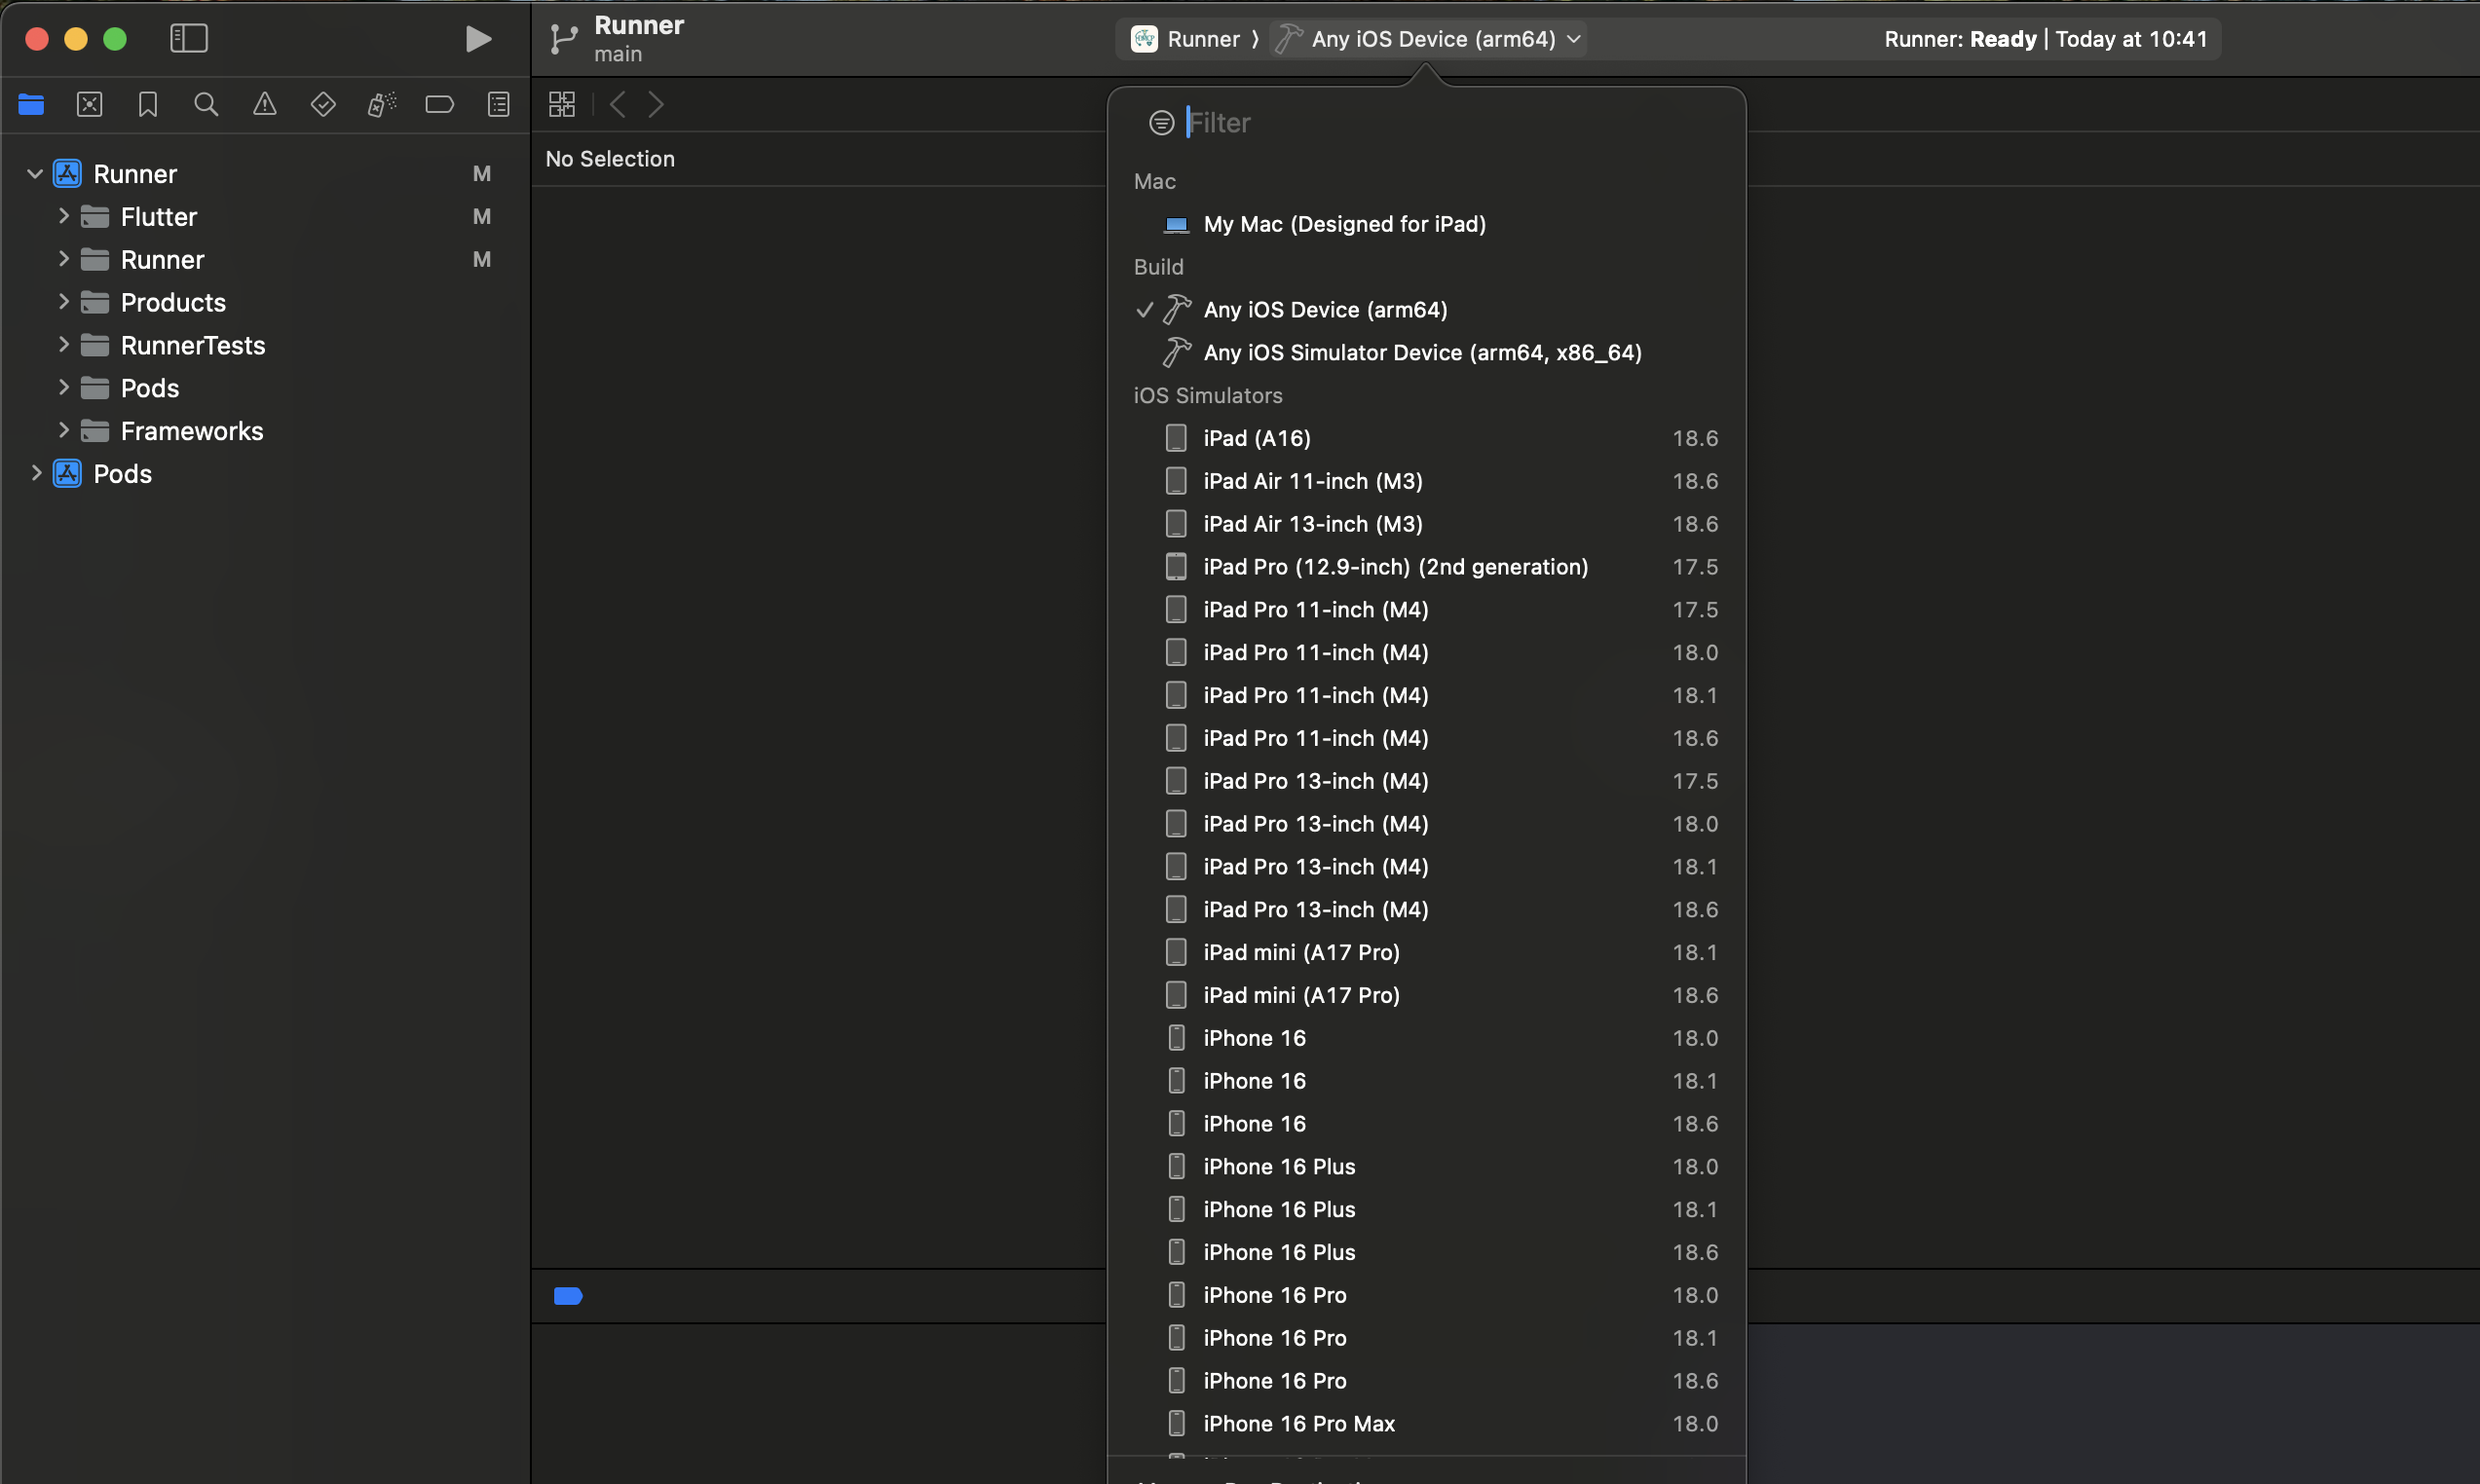 Runner
main
Runner
Any iOS Device (arm64)
Runner: Ready | Today at 10:41
Filter
No Selection
Runner M
Flutter M
Runner M
Products
RunnerTests
Pods
Frameworks
Pods
Mac
My Mac (Designed for iPad)
Build
Any iOS Device (arm64)
Any iOS Simulator Device (arm64, x86_64)
iOS Simulators
iPad (A16) 18.6
iPad Air 11-inch (M3) 18.6
iPad Air 13-inch (M3) 18.6
iPad Pro (12.9-inch) (2nd generation) 17.5
iPad Pro 11-inch (M4) 17.5
iPad Pro 11-inch (M4) 18.0
iPad Pro 11-inch (M4) 18.1
iPad Pro 11-inch (M4) 18.6
iPad Pro 13-inch (M4) 17.5
iPad Pro 13-inch (M4) 18.0
iPad Pro 13-inch (M4) 18.1
iPad Pro 13-inch (M4) 18.6
iPad mini (A17 Pro) 18.1
iPad mini (A17 Pro) 18.6
iPhone 16 18.0
iPhone 16 18.1
iPhone 16 18.6
iPhone 16 Plus 18.0
iPhone 16 Plus 18.1
iPhone 16 Plus 18.6
iPhone 16 Pro 18.0
iPhone 16 Pro 18.1
iPhone 16 Pro 18.6
iPhone 16 Pro Max 18.0